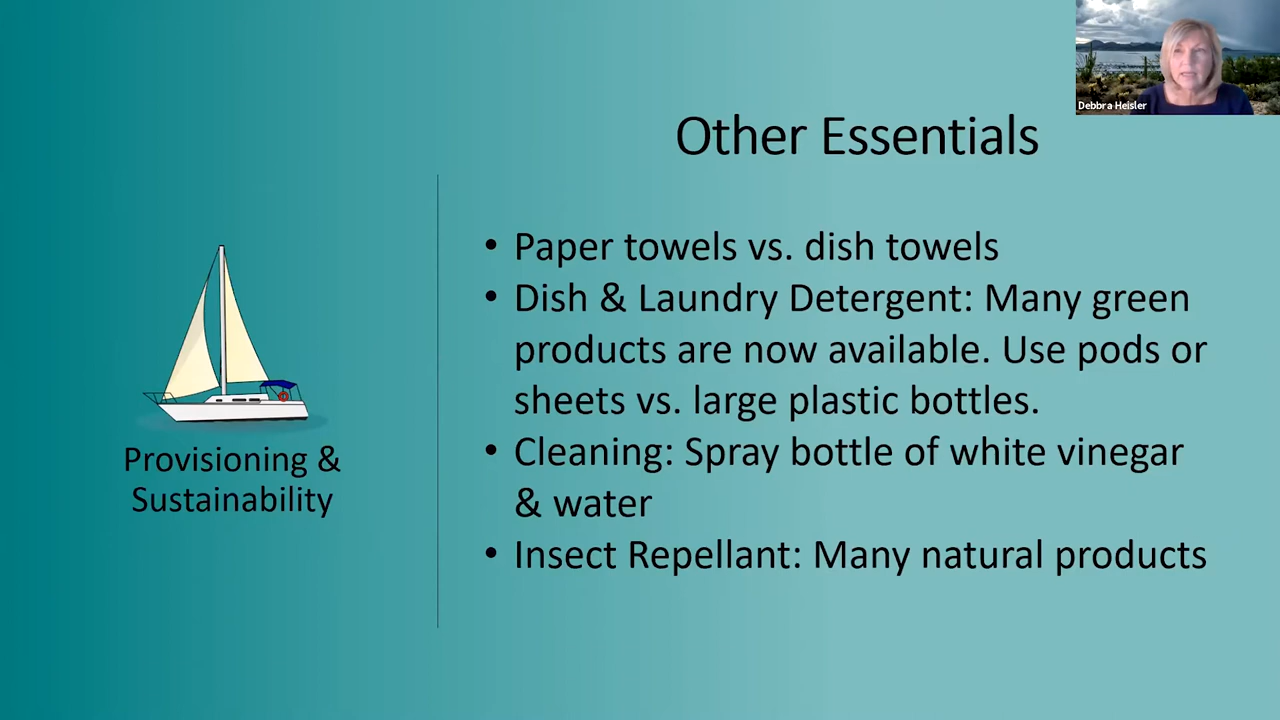 Debbra Heisler
Other Essentials
• Paper towels vs. dish towels
• Dish & Laundry Detergent: Many green
products are now available. Use pods or
sheets vs. large plastic bottles.
• Cleaning: Spray bottle of white vinegar
& water
• Insect Repellant: Many natural products
Provisioning &
Sustainability